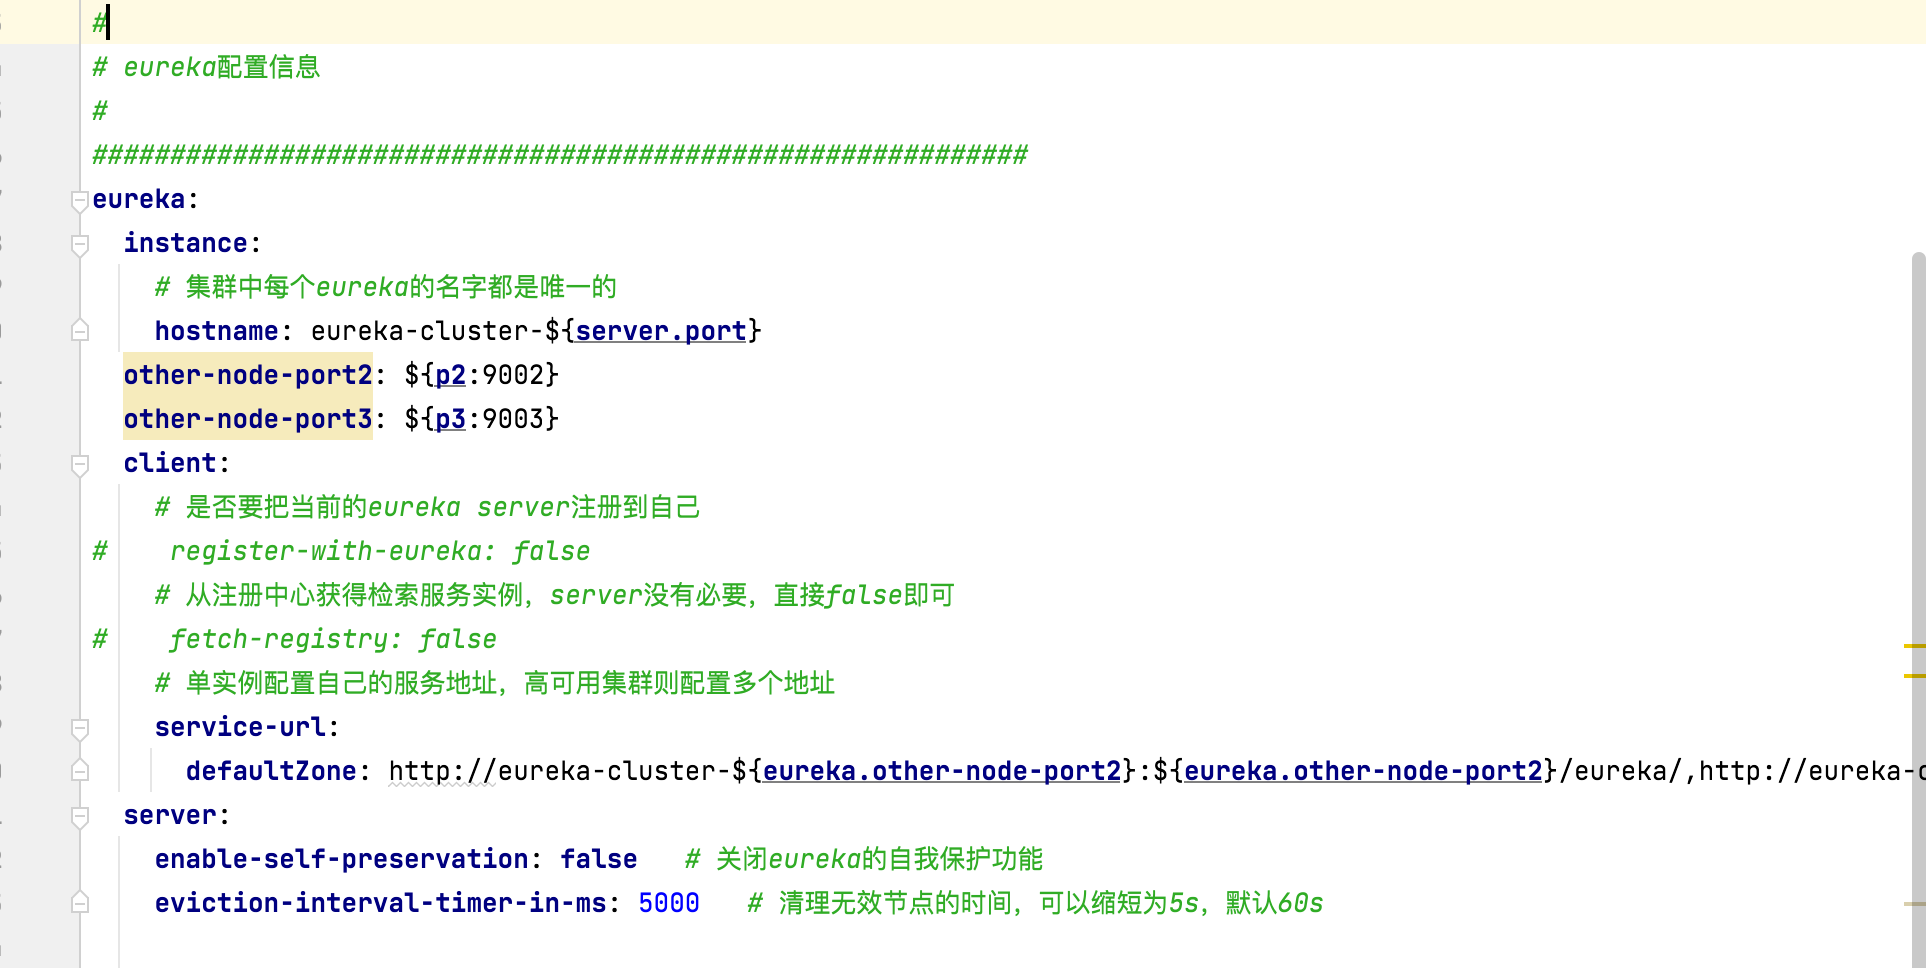 #
# eureka配置信息
#
############################################################
eureka:
instance:
# 集群中每个eureka的名字都是唯一的
hostname: eureka-cluster-${server.port}
other-node-port2: ${p2:9002}
other-node-port3: ${p3:9003}
client:
# 是否要把当前的eureka server注册到自己
#    register-with-eureka: false
# 从注册中心获得检索服务实例，server没有必要，直接false即可
#    fetch-registry: false
# 单实例配置自己的服务地址，高可用集群则配置多个地址
service-url:
defaultZone: http://eureka-cluster-${eureka.other-node-port2}:${eureka.other-node-port2}/eureka/,http://eureka-
server:
enable-self-preservation: false   # 关闭eureka的自我保护功能
eviction-interval-timer-in-ms: 5000   # 清理无效节点的时间，可以缩短为5s，默认60s